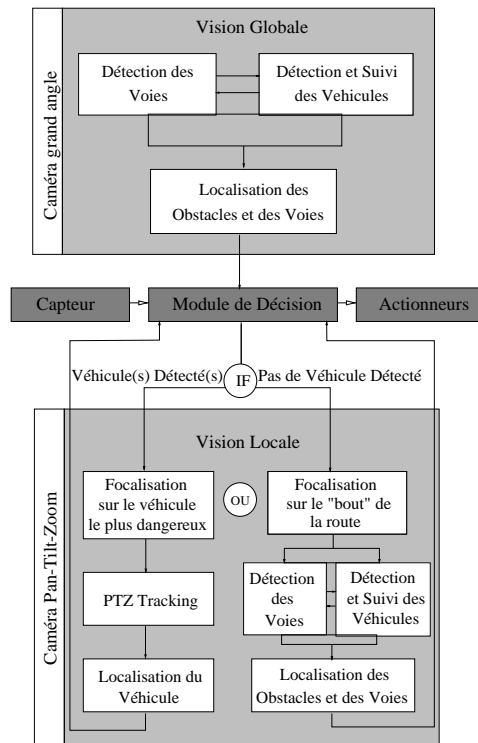 Vision Globale
Caméra grand angle
Détection des
Voies
Détection et Suivi
des Vehicules
Localisation des
Obstacles et des Voies
Capteur
Module de Décision
Actionneurs
Véhicule(s) Détecté(s)
IF
Pas de Véhicule Détecté
Vision Locale
Caméra Pan-Tilt-Zoom
Focalisation
sur le véhicule
le plus dangereux
OU
Focalisation
sur le "bout" de
la route
PTZ Tracking
Détection
des
Voies
Détection
et Suivi des
Véhicules
Localisation du
Véhicule
Localisation des
Obstacles et des Voies